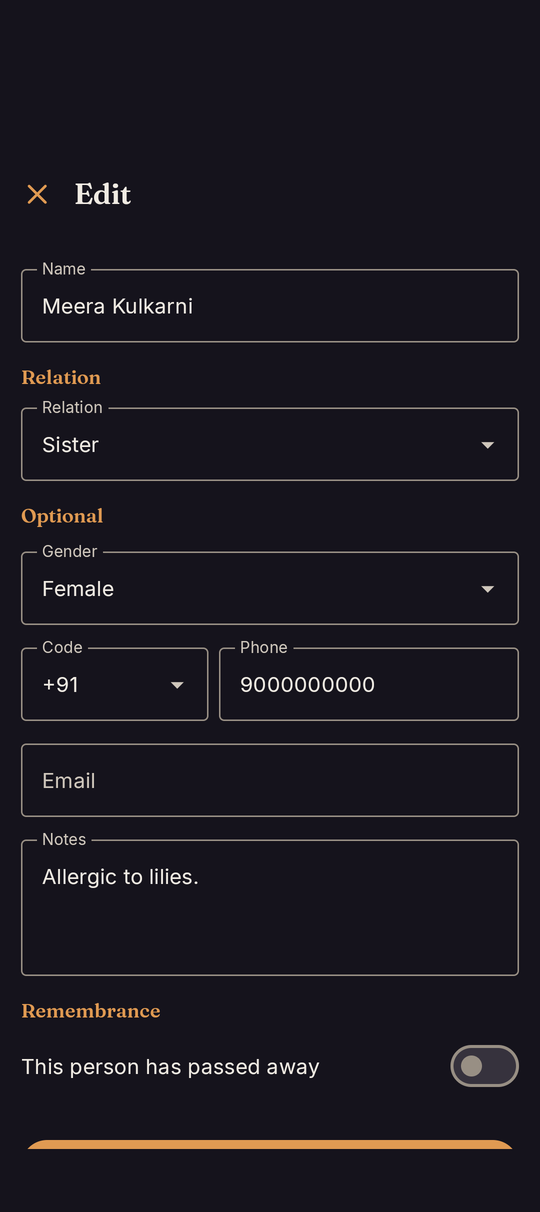 Edit
Name
Meera Kulkarni
Relation
Relation
Sister
Optional
Gender
Female
Code
+91
Phone
9000000000
Email
Notes
Allergic to lilies.
Remembrance
This person has passed away